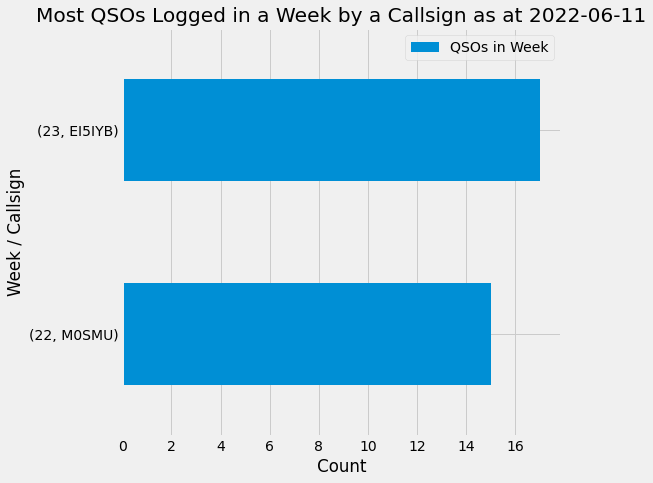 Most QSOs Logged in a Week by a Callsign as at 2022-06-11
QSOs in Week
(23, EI5IYB)
(22, M0SMU)
Week / Callsign
0 2 4 6 8 10 12 14 16
Count